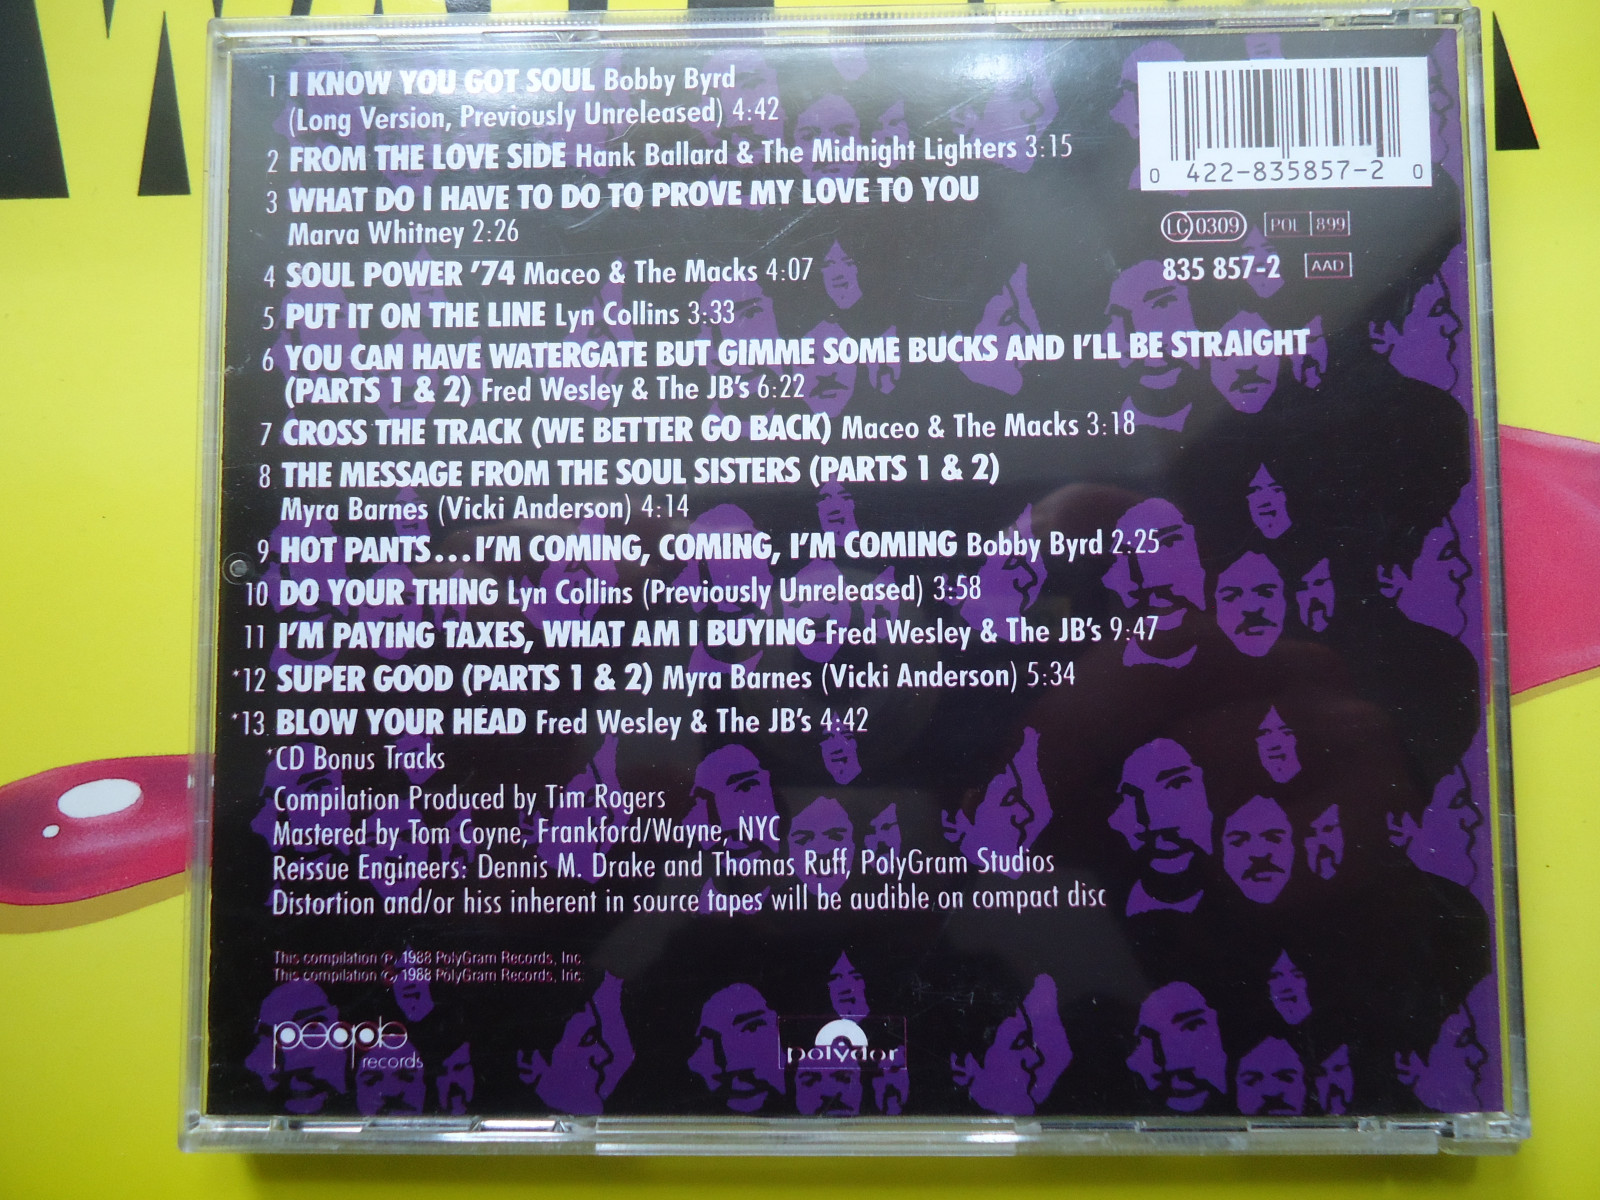 1 I KNOW YOU GOT SOUL Bobby Byrd
(Long Version, Previously Unreleased) 4:42
2 FROM THE LOVE SIDE Hank Ballard & The Midnight Lighters 3:15
3 WHAT DO I HAVE TO DO TO PROVE MY LOVE TO YOU
Marva Whitney 2:26
4 SOUL POWER '74 Maceo & The Macks 4:07
5 PUT IT ON THE LINE Lyn Collins 3:33
6 YOU CAN HAVE WATERGATE BUT GIMME SOME BUCKS AND I'LL BE STRAIGHT
(PARTS 1 & 2) Fred Wesley & The JB's 6:22
7 CROSS THE TRACK (WE BETTER GO BACK) Maceo & The Macks 3:18
8 THE MESSAGE FROM THE SOUL SISTERS (PARTS 1 & 2)
Myra Barnes (Vicki Anderson) 4:14
9 HOT PANTS...I'M COMING, COMING, I'M COMING Bobby Byrd 2:25
10 DO YOUR THING Lyn Collins (Previously Unreleased) 3:58
11 I'M PAYING TAXES, WHAT AM I BUYING Fred Wesley & The JB's 9:47
*12 SUPER GOOD (PARTS 1 & 2) Myra Barnes (Vicki Anderson) 5:34
*13 BLOW YOUR HEAD Fred Wesley & The JB's 4:42
*CD Bonus Tracks
Compilation Produced by Tim Rogers
Mastered by Tom Coyne, Frankford/Wayne, NYC
Reissue Engineers: Dennis M. Drake and Thomas Ruff, PolyGram Studios
Distortion and/or hiss inherent in source tapes will be audible on compact disc
This compilation ℗ 1988 PolyGram Records, Inc.
This compilation © 1988 PolyGram Records, Inc.
people
records
polydor
0 422-835857-2 0
LC 0309 POL 899
835 857-2 AAD